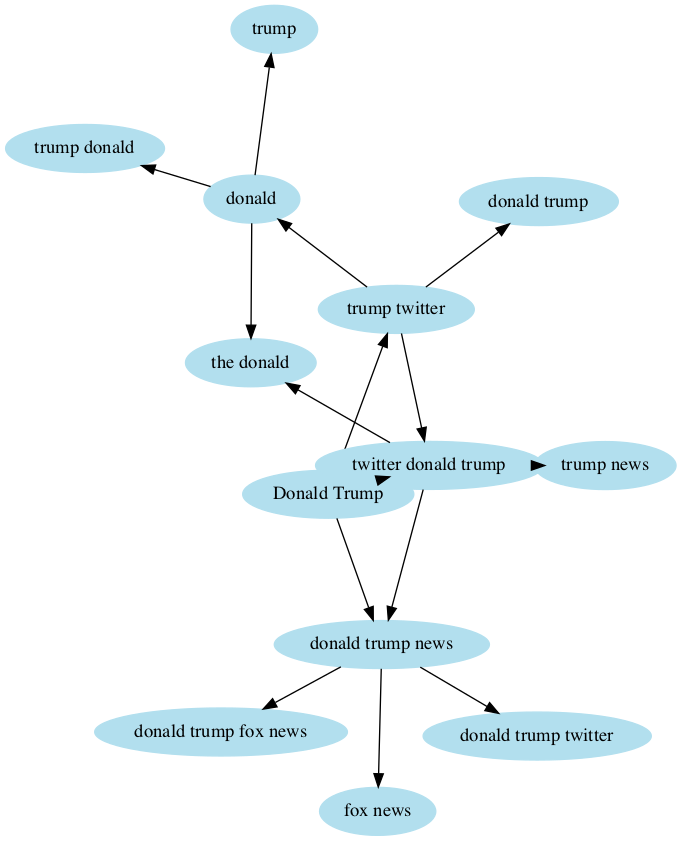 trump
trump donald
donald
donald trump
trump twitter
the donald
twitter donald trump
trump news
Donald Trump
donald trump news
donald trump fox news
donald trump twitter
fox news